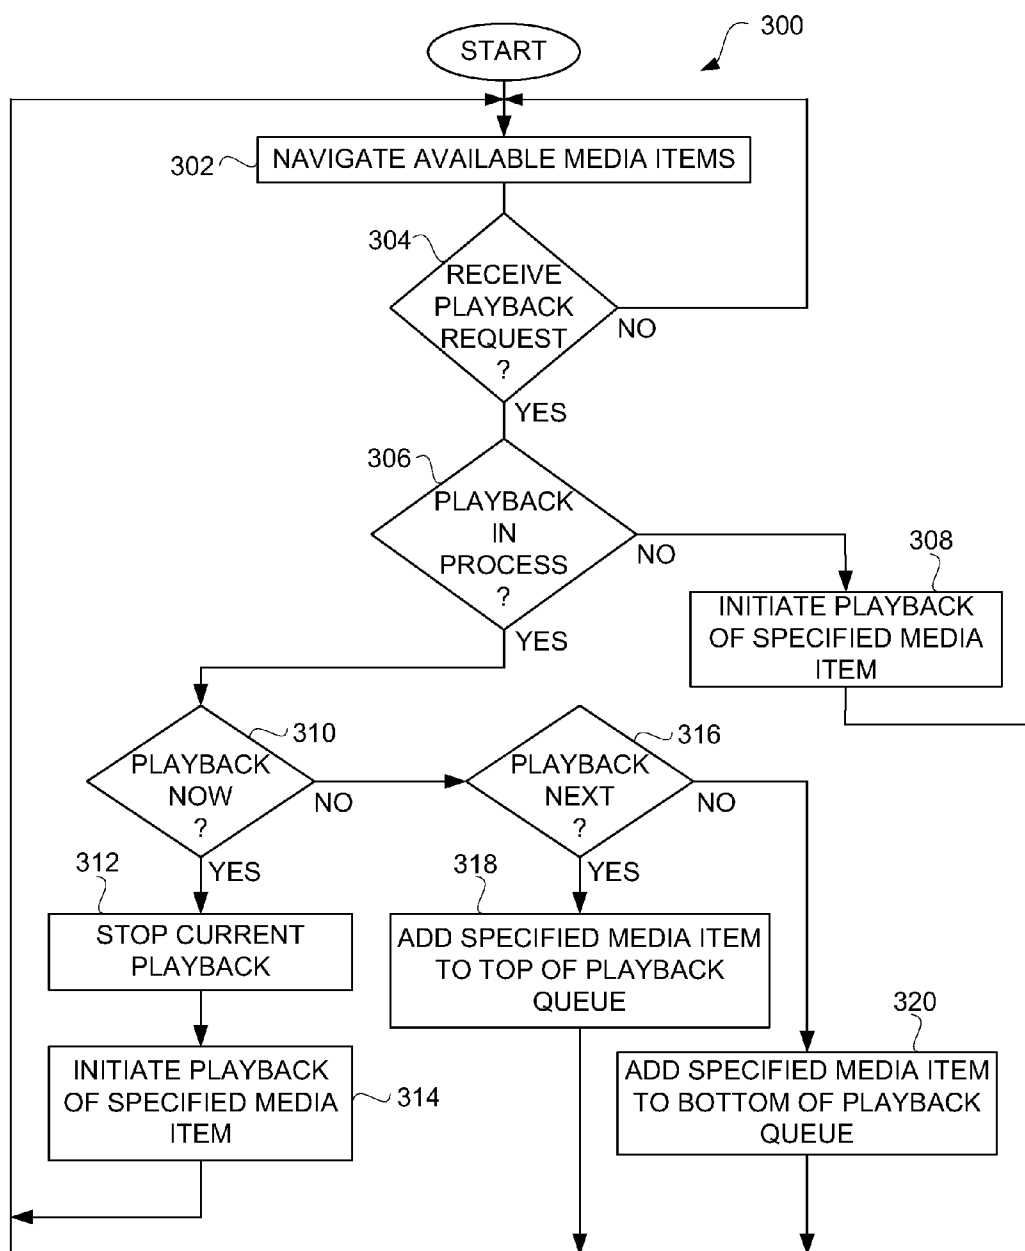 300
START
302
NAVIGATE AVAILABLE MEDIA ITEMS
304
RECEIVE
PLAYBACK
REQUEST
?
NO
YES
306
PLAYBACK
IN
PROCESS
?
NO
YES
308
INITIATE PLAYBACK
OF SPECIFIED MEDIA
ITEM
310
PLAYBACK
NOW
?
NO
YES
316
PLAYBACK
NEXT
?
NO
YES
312
STOP CURRENT
PLAYBACK
318
ADD SPECIFIED MEDIA ITEM
TO TOP OF PLAYBACK
QUEUE
314
INITIATE PLAYBACK
OF SPECIFIED MEDIA
ITEM
320
ADD SPECIFIED MEDIA ITEM
TO BOTTOM OF PLAYBACK
QUEUE